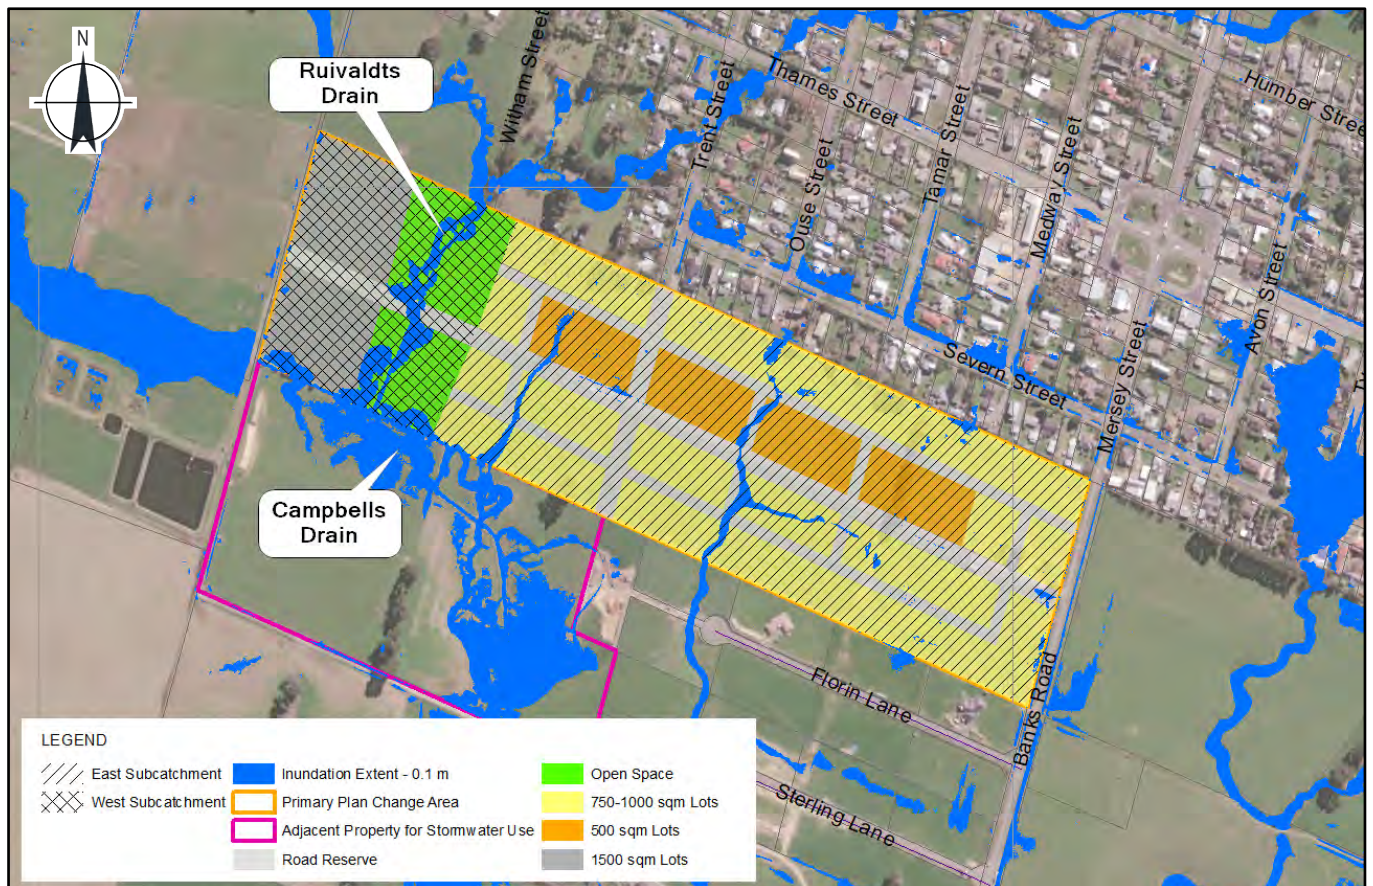 N
Ruivaldts
Drain
Witham Street
Trent Street
Thames Street
Humber Stree
Ouse Street
Tamar Street
Medway Street
Avon Street
Severn Street
Mersey Street
Campbells
Drain
Florin Lane
Banks Road
Sterling Lane
LEGEND
East Subcatchment
West Subcatchment
Inundation Extent - 0.1 m
Primary Plan Change Area
Adjacent Property for Stormwater Use
Road Reserve
Open Space
750-1000 sqm Lots
500 sqm Lots
1500 sqm Lots